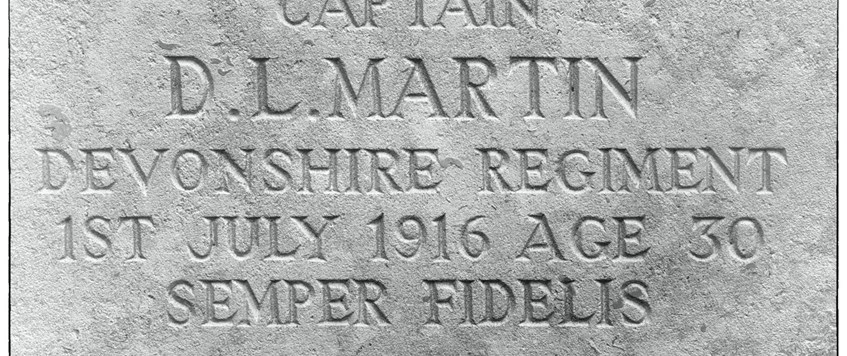 CAPTAIN
D.L.MARTIN
DEVONSHIRE REGIMENT
1ST JULY 1916 AGE 30
SEMPER FIDELIS